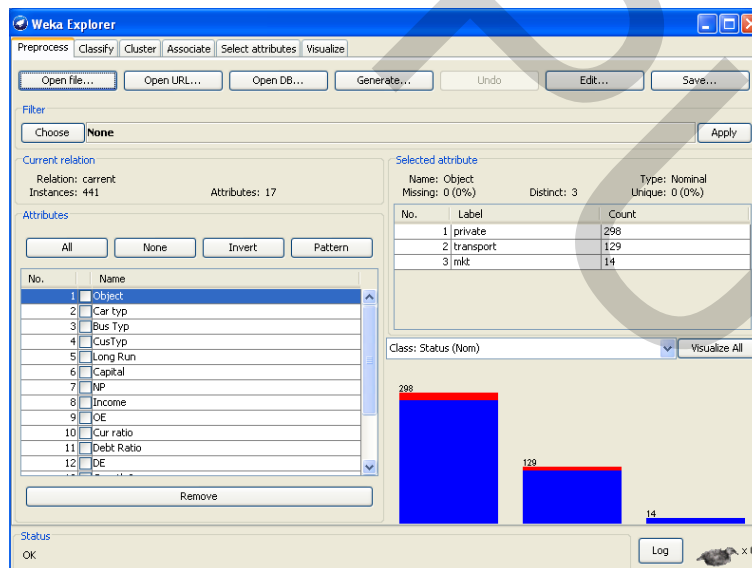 Weka Explorer
Preprocess Classify Cluster Associate Select attributes Visualize
Open file... Open URL... Open DB... Generate... Undo Edit... Save...
Filter
Choose None Apply
Current relation
Relation: carrent
Instances: 441 Attributes: 17
Selected attribute
Name: Object Type: Nominal
Missing: 0 (0%) Distinct: 3 Unique: 0 (0%)
Attributes
All None Invert Pattern
No. Name
1 Object
2 Car typ
3 Bus Typ
4 CusTyp
5 Long Run
6 Capital
7 NP
8 Income
9 OE
10 Cur ratio
11 Debt Ratio
12 DE
Remove
No. Label Count
1 private 298
2 transport 129
3 mkt 14
Class: Status (Nom) Visualize All
298
129
14
Status
OK
Log